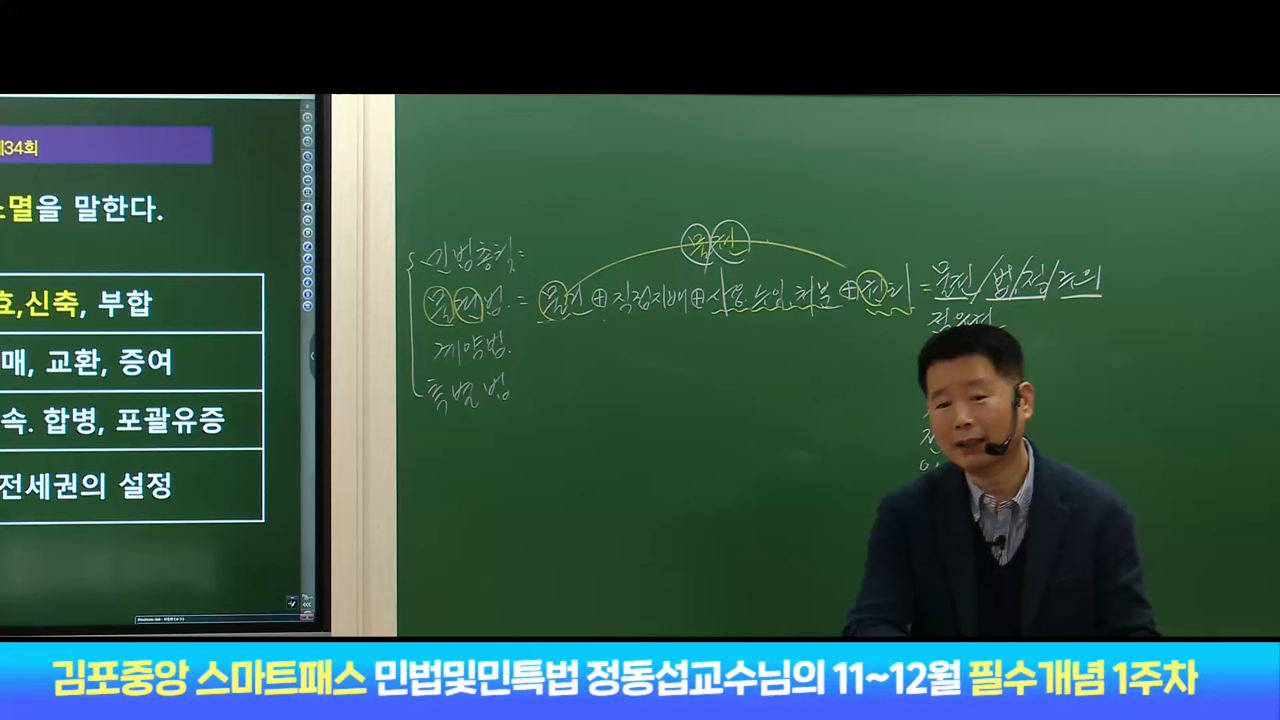 제34회
소멸을 말한다.
호,신축, 부합
매, 교환, 증여
속. 합병, 포괄유증
전세권의 설정
물권
민법총칙=
물권법. = 물건 ⊕ 직접지배 ⊕ 사용.수익.처분 ⊕ 권리 = 물권/법/적/주의
계약법.
특별법
김포중앙 스마트패스 민법및민특법 정동섭교수님의 11~12월 필수개념 1주차